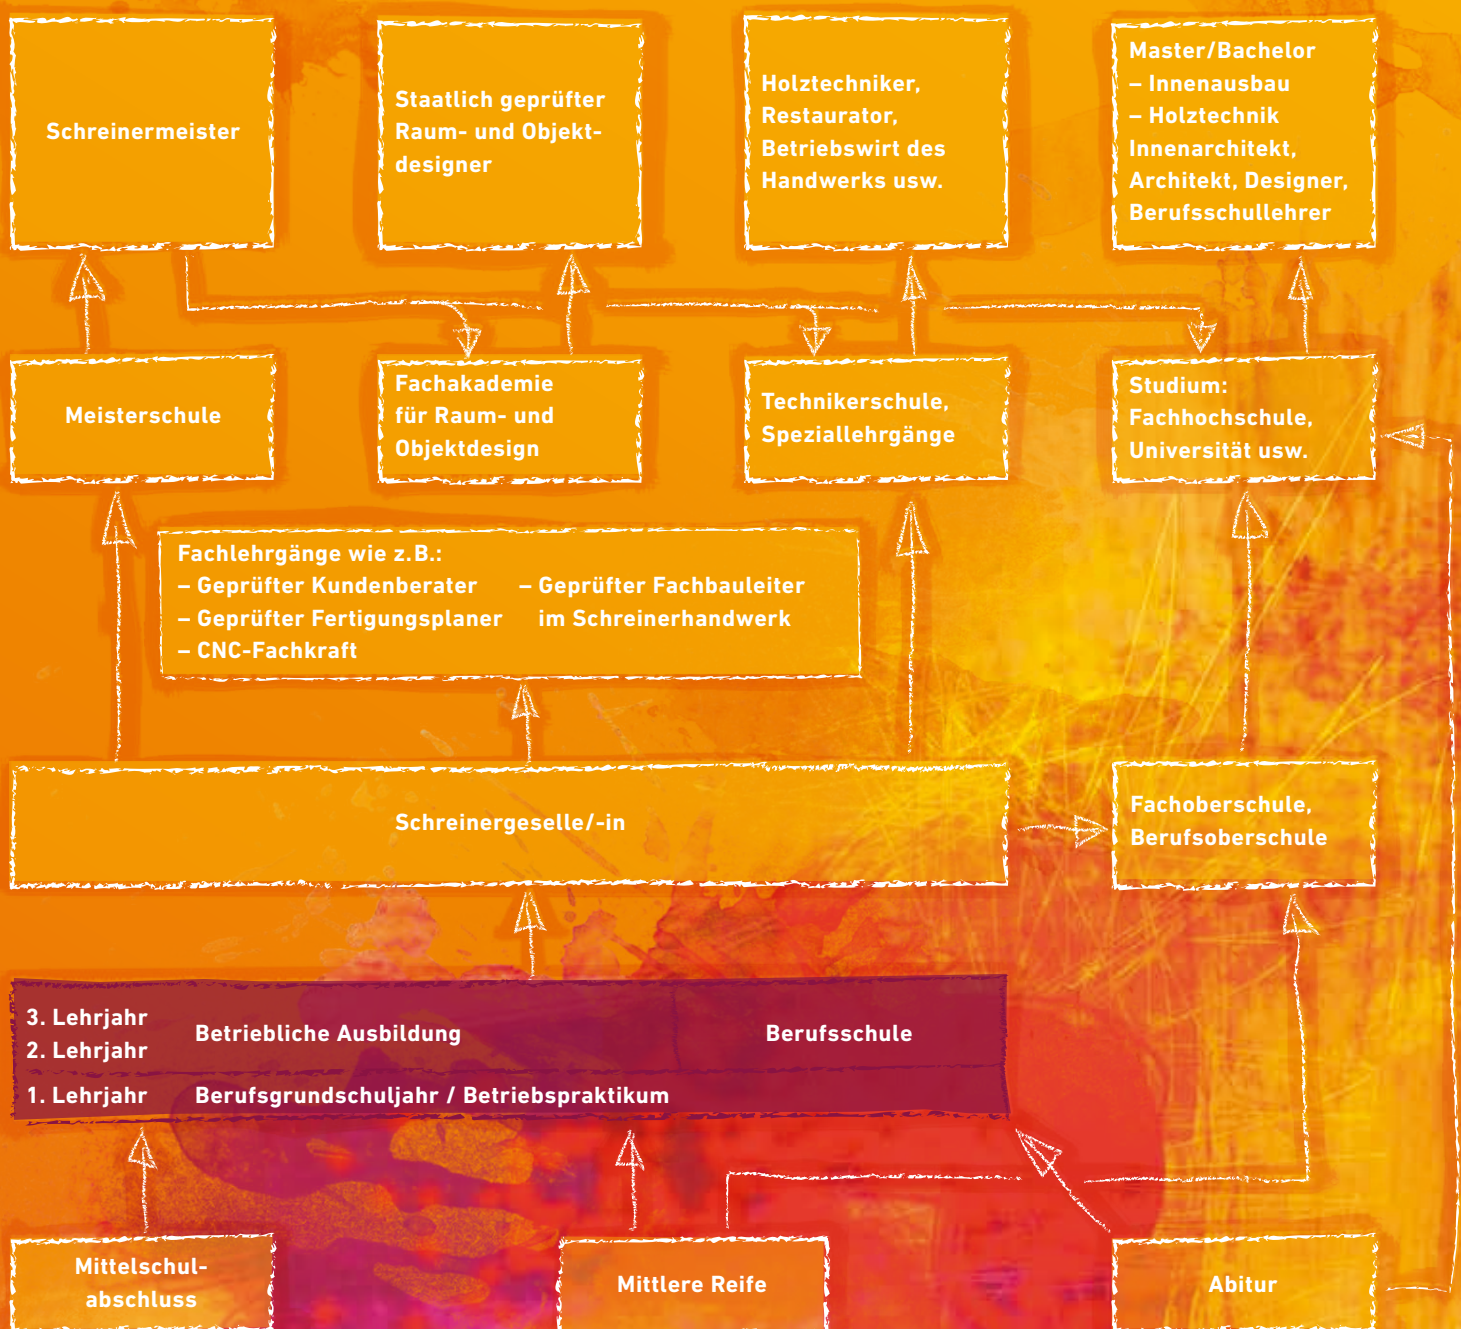 Schreinermeister
Staatlich geprüfter
Raum- und Objekt-
designer
Holztechniker,
Restaurator,
Betriebswirt des
Handwerks usw.
Master/Bachelor
– Innenausbau
– Holztechnik
Innenarchitekt,
Architekt, Designer,
Berufsschullehrer
Meisterschule
Fachakademie
für Raum- und
Objektdesign
Technikerschule,
Speziallehrgänge
Studium:
Fachhochschule,
Universität usw.
Fachlehrgänge wie z.B.:
– Geprüfter Kundenberater
– Geprüfter Fertigungsplaner
– CNC-Fachkraft
– Geprüfter Fachbauleiter
im Schreinerhandwerk
Schreinergeselle/-in
Fachoberschule,
Berufsoberschule
3. Lehrjahr
2. Lehrjahr
Betriebliche Ausbildung
Berufsschule
1. Lehrjahr
Berufsgrundschuljahr / Betriebspraktikum
Mittelschul-
abschluss
Mittlere Reife
Abitur